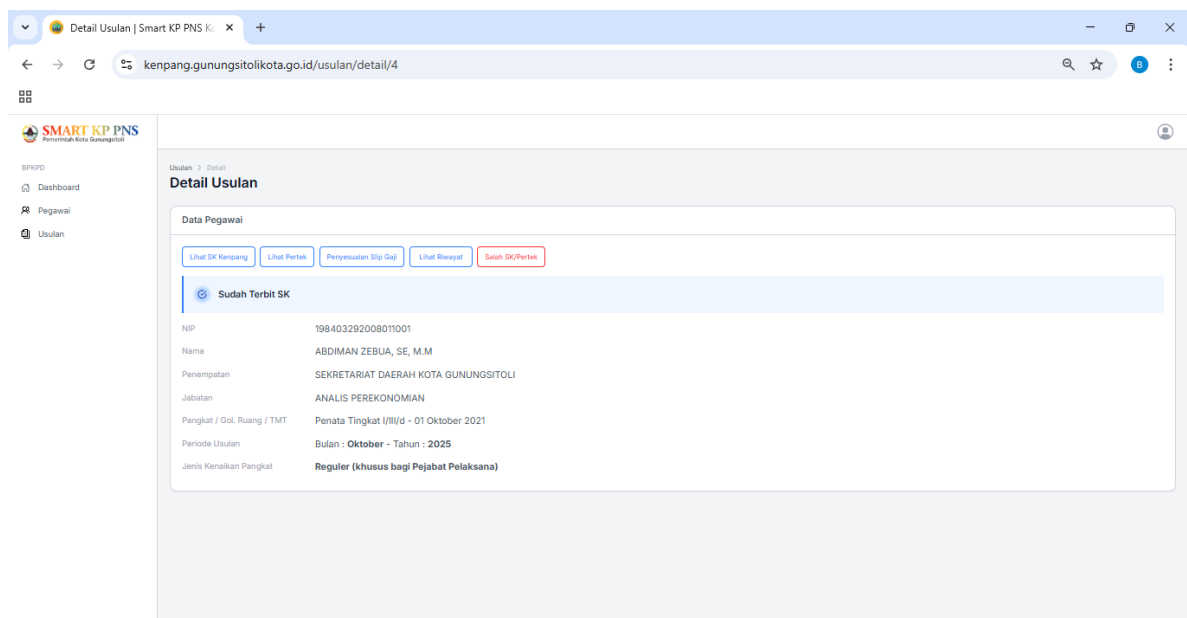 Detail Usulan | Smart KP PNS Ko
kenpang.gunungsitolikota.go.id/usulan/detail/4
B
SMART KP PNS
Pemerintah Kota Gunungsitoli
BPKPD
Dashboard
Pegawai
Usulan
Usulan > Detail
Detail Usulan
Data Pegawai
Lihat SK Kenpang Lihat Pertek Penyesuaian Slip Gaji Lihat Riwayat Salah SK/Pertek
Sudah Terbit SK
NIP 198403292008011001
Nama ABDIMAN ZEBUA, SE, M.M
Penempatan SEKRETARIAT DAERAH KOTA GUNUNGSITOLI
Jabatan ANALIS PEREKONOMIAN
Pangkat / Gol. Ruang / TMT Penata Tingkat I/III/d - 01 Oktober 2021
Periode Usulan Bulan : Oktober - Tahun : 2025
Jenis Kenaikan Pangkat Reguler (khusus bagi Pejabat Pelaksana)